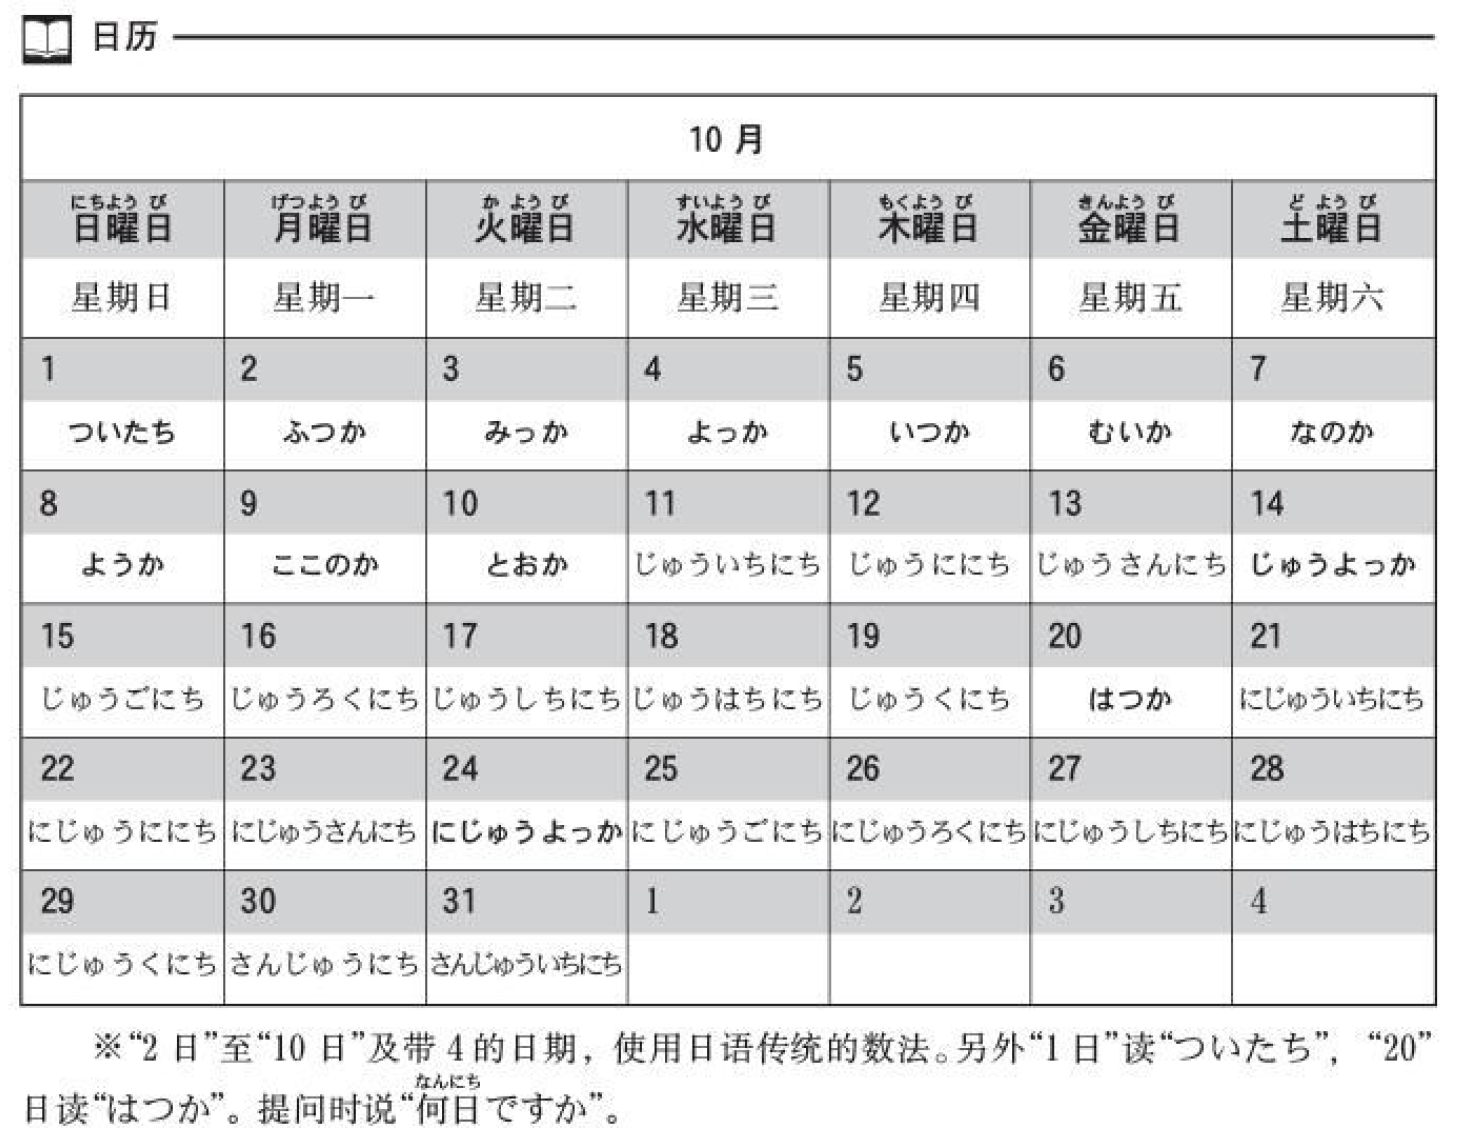 日历
10 月
にちよう び げつよう び か よう び すいよう び もくよう び きんよう び ど よう び
日曜日 月曜日 火曜日 水曜日 木曜日 金曜日 土曜日
星期日 星期一 星期二 星期三 星期四 星期五 星期六
1 2 3 4 5 6 7
ついたち ふつか みっか よっか いつか むいか なのか
8 9 10 11 12 13 14
ようか ここのか とおか じゅういちにち じゅうににち じゅうさんにち じゅうよっか
15 16 17 18 19 20 21
じゅうごにち じゅうろくにち じゅうしちにち じゅうはちにち じゅうくにち はつか にじゅういちにち
22 23 24 25 26 27 28
にじゅうににち にじゅうさんにち にじゅうよっか にじゅうごにち にじゅうろくにち にじゅうしちにち にじゅうはちにち
29 30 31 1 2 3 4
にじゅうくにち さんじゅうにち さんじゅういちにち
※“2 日”至“10 日”及带 4 的日期，使用日语传统的数法。另外“1 日”读“ついたち”，“20”
なんにち
日读“はつか”。提问时说“何日ですか”。